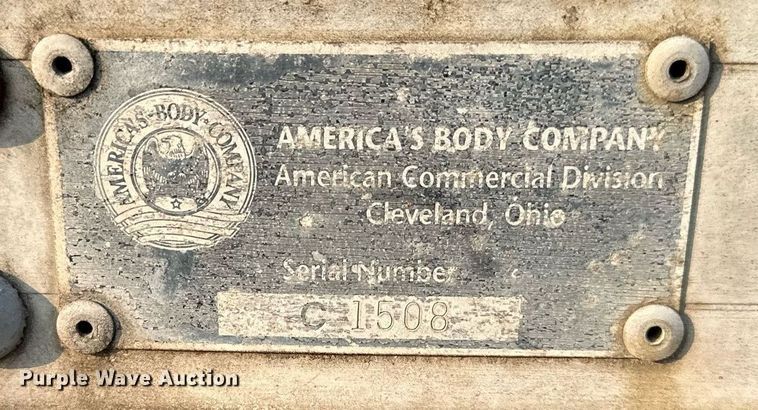 AMERICA'S BODY COMPANY
AMERICA'S BODY COMPANY
American Commercial Division
Cleveland, Ohio
Serial Number
C 1508
Purple Wave Auction